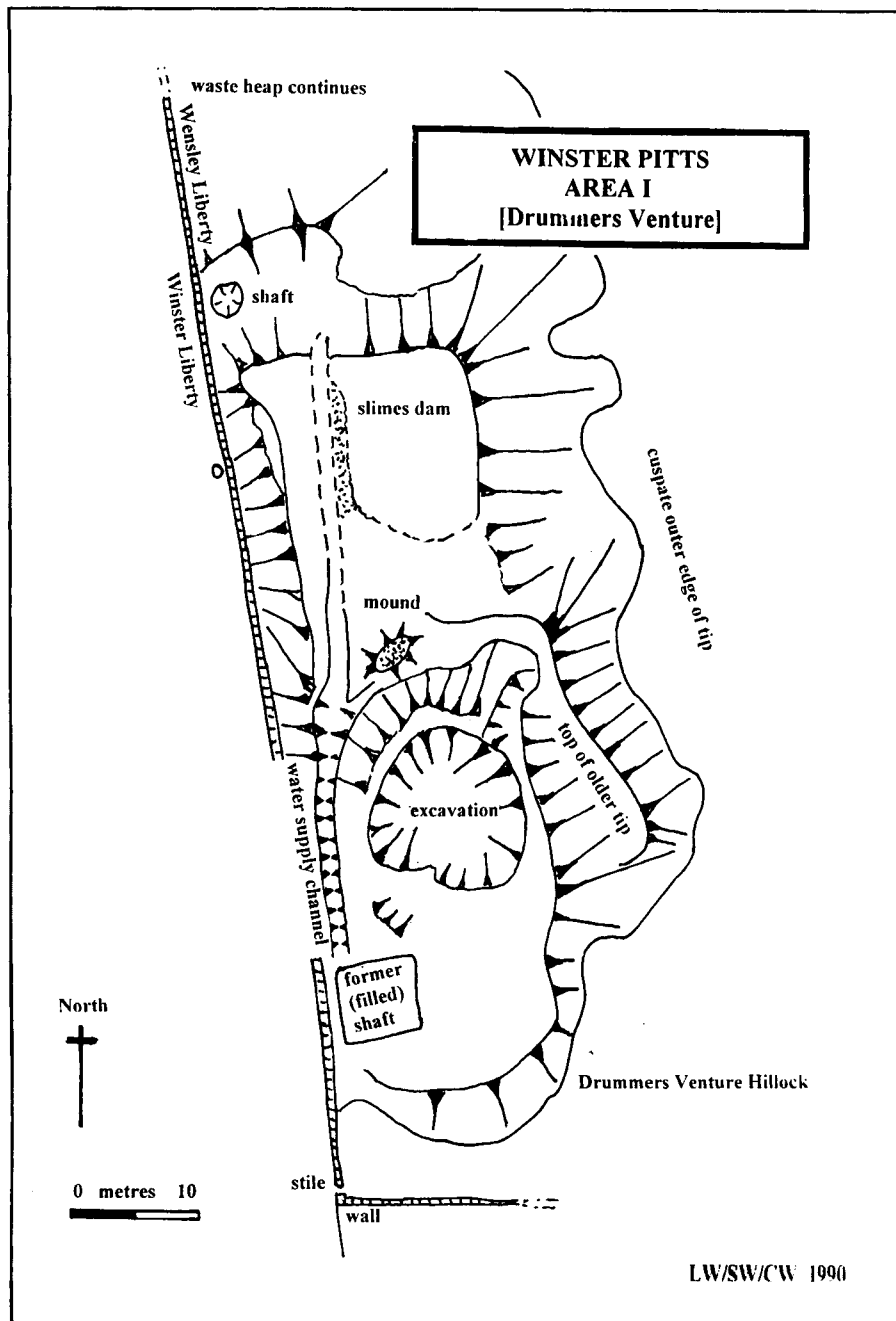 waste heap continues
WINSTER PITTS
AREA I
[Drummers Venture]
Wensley Liberty
Winster Liberty
shaft
slimes dam
cuspate outer edge of tip
mound
top of older tip
excavation
water supply channel
former
(filled)
shaft
North
Drummers Venture Hillock
stile
0 metres 10
wall
LW/SW/CW 1990